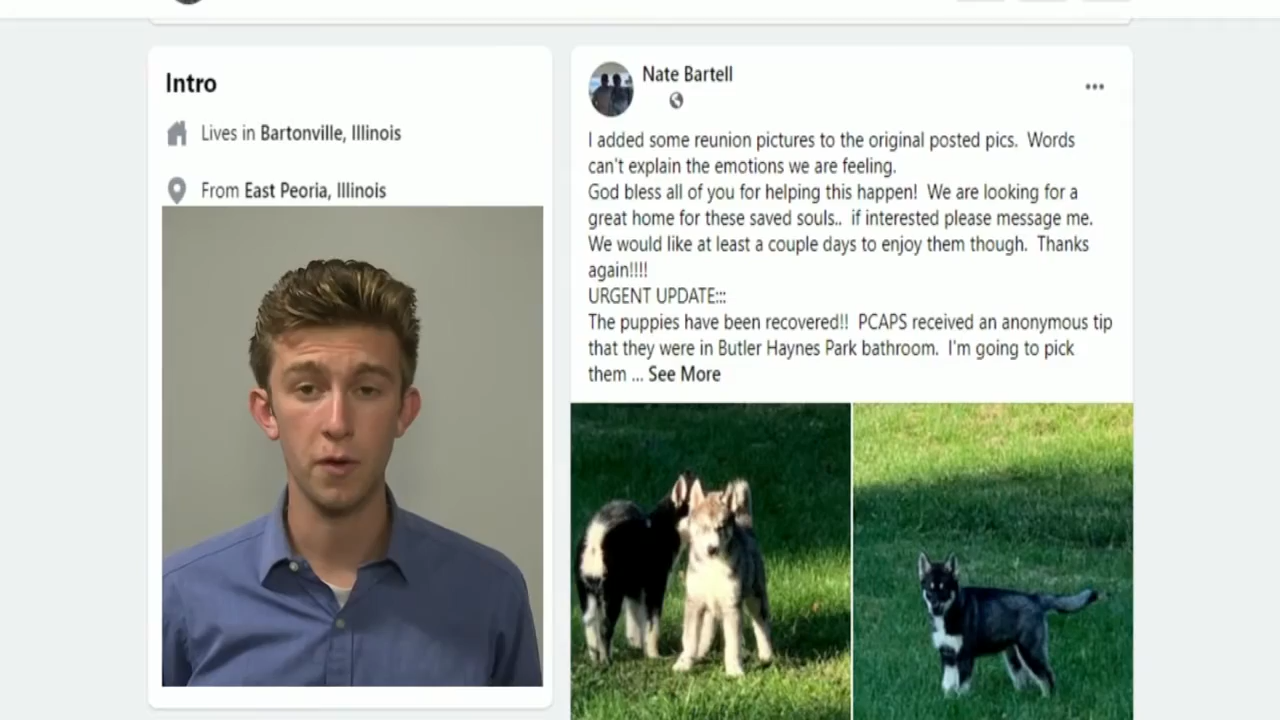 Intro
Lives in Bartonville, Illinois
From East Peoria, Illinois
Nate Bartell
I added some reunion pictures to the original posted pics. Words
can't explain the emotions we are feeling.
God bless all of you for helping this happen! We are looking for a
great home for these saved souls.. if interested please message me.
We would like at least a couple days to enjoy them though. Thanks
again!!!!
URGENT UPDATE:::
The puppies have been recovered!! PCAPS received an anonymous tip
that they were in Butler Haynes Park bathroom. I'm going to pick
them ... See More